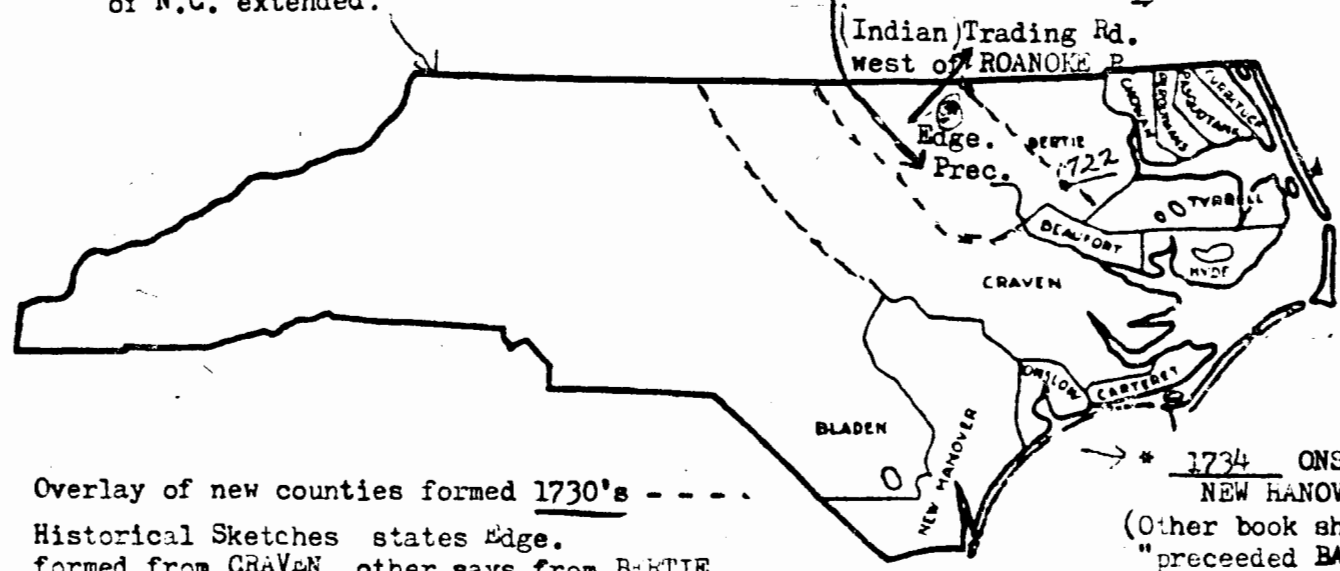 of N.C. extended.
(Indian) Trading Rd.
west of ROANOKE R.
CHOWAN
PERQUIMANS
PASQUOTANK
CURRITUCK
Edge.
Prec.
BERTIE
1722
TYRRELL
BEAUFORT
HYDE
CRAVEN
ONSLOW
CARTERET
BLADEN
NEW HANOVER
→ * 1734 ONS
NEW HANOV
(Other book sh
"preceeded BA
Overlay of new counties formed 1730's - - - -
Historical Sketches states Edge.
formed from CRAVEN other says from BERTIE